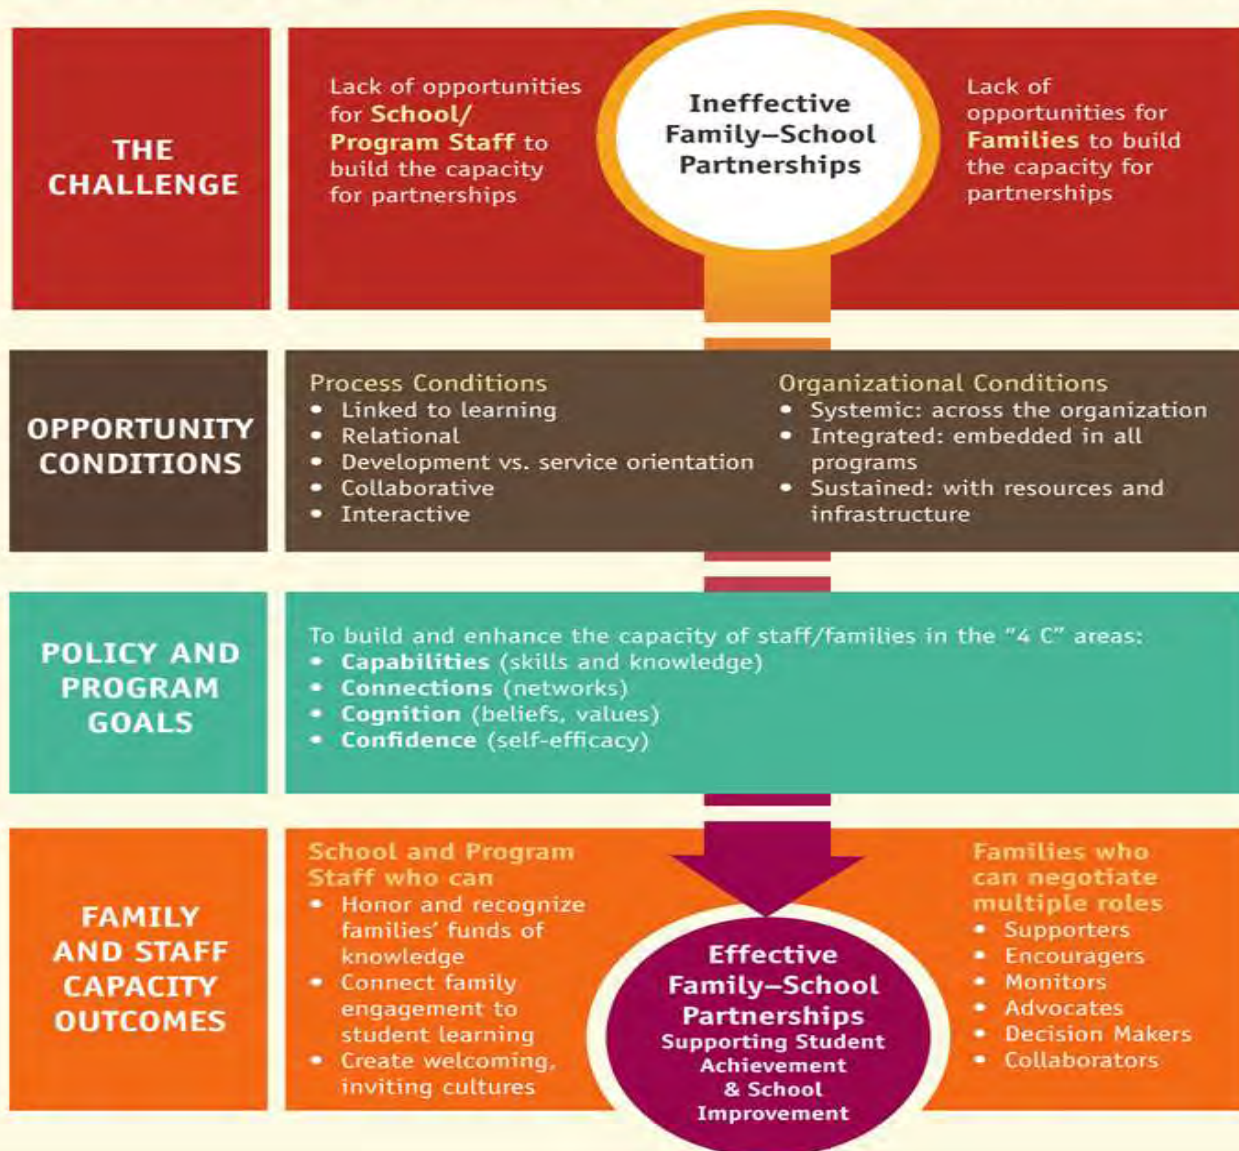 THE
CHALLENGE
Lack of opportunities
for School/
Program Staff to
build the capacity
for partnerships
Ineffective
Family–School
Partnerships
Lack of
opportunities for
Families to build
the capacity for
partnerships
OPPORTUNITY
CONDITIONS
Process Conditions
• Linked to learning
• Relational
• Development vs. service orientation
• Collaborative
• Interactive
Organizational Conditions
• Systemic: across the organization
• Integrated: embedded in all
programs
• Sustained: with resources and
infrastructure
POLICY AND
PROGRAM
GOALS
To build and enhance the capacity of staff/families in the “4 C” areas:
• Capabilities (skills and knowledge)
• Connections (networks)
• Cognition (beliefs, values)
• Confidence (self-efficacy)
FAMILY
AND STAFF
CAPACITY
OUTCOMES
School and Program
Staff who can
• Honor and recognize
families’ funds of
knowledge
• Connect family
engagement to
student learning
• Create welcoming,
inviting cultures
Effective
Family–School
Partnerships
Supporting Student
Achievement
& School
Improvement
Families who
can negotiate
multiple roles
• Supporters
• Encouragers
• Monitors
• Advocates
• Decision Makers
• Collaborators